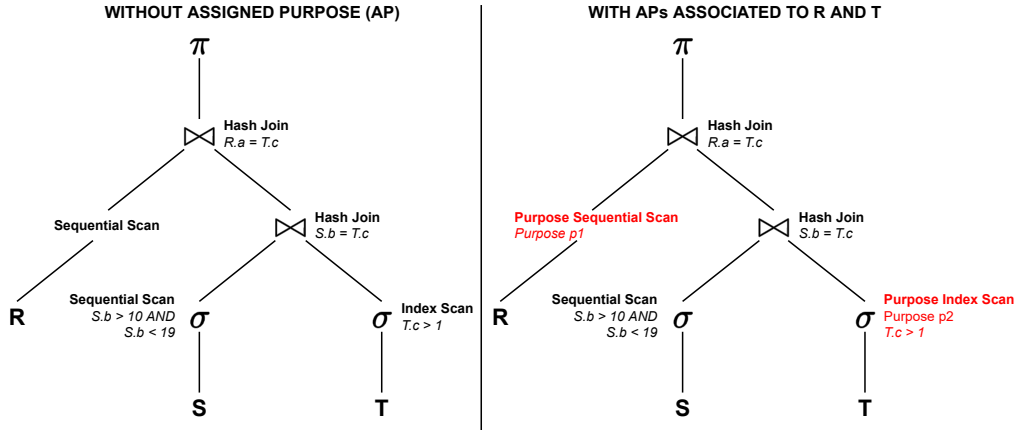 WITHOUT ASSIGNED PURPOSE (AP)
π
Hash Join
R.a = T.c
Sequential Scan
Hash Join
S.b = T.c
R
Sequential Scan
S.b > 10 AND
S.b < 19
σ
σ
Index Scan
T.c > 1
S
T
WITH APs ASSOCIATED TO R AND T
π
Hash Join
R.a = T.c
Purpose Sequential Scan
Purpose p1
Hash Join
S.b = T.c
R
Sequential Scan
S.b > 10 AND
S.b < 19
σ
σ
Purpose Index Scan
Purpose p2
T.c > 1
S
T